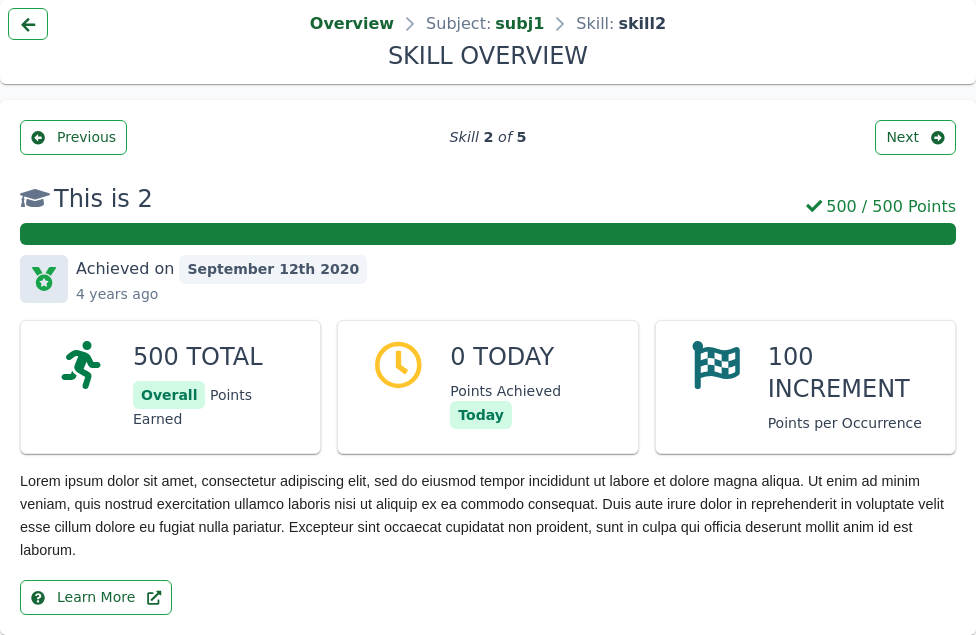 Overview > Subject: subj1 > Skill: skill2
SKILL OVERVIEW
Previous
Skill 2 of 5
Next
This is 2
500 / 500 Points
Achieved on September 12th 2020
4 years ago
500 TOTAL
Overall Points
Earned
0 TODAY
Points Achieved
Today
100
INCREMENT
Points per Occurrence
Lorem ipsum dolor sit amet, consectetur adipiscing elit, sed do eiusmod tempor incididunt ut labore et dolore magna aliqua. Ut enim ad minim
veniam, quis nostrud exercitation ullamco laboris nisi ut aliquip ex ea commodo consequat. Duis aute irure dolor in reprehenderit in voluptate velit
esse cillum dolore eu fugiat nulla pariatur. Excepteur sint occaecat cupidatat non proident, sunt in culpa qui officia deserunt mollit anim id est
laborum.
Learn More